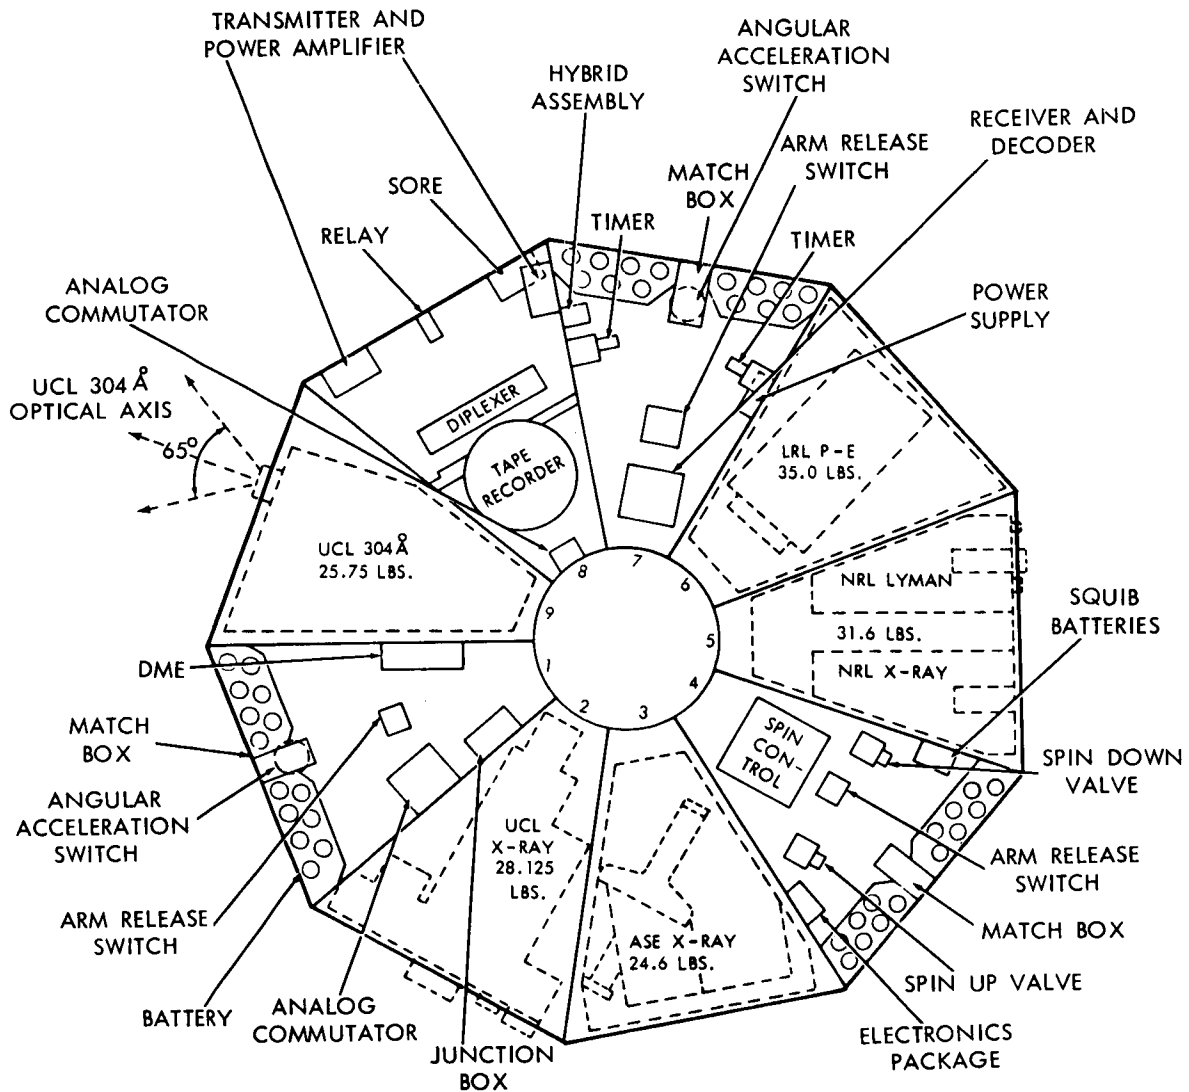 TRANSMITTER AND
POWER AMPLIFIER
HYBRID
ASSEMBLY
ANGULAR
ACCELERATION
SWITCH
RECEIVER AND
DECODER
ARM RELEASE
SWITCH
MATCH
BOX
SORE
TIMER
TIMER
RELAY
ANALOG
COMMUTATOR
POWER
SUPPLY
UCL 304 Å
OPTICAL AXIS
65°
DIPLEXER
TAPE
RECORDER
LRL P-E
35.0 LBS.
UCL 304Å
25.75 LBS.
NRL LYMAN
31.6 LBS.
NRL X-RAY
SQUIB
BATTERIES
8
7
6
9
5
1
4
2
3
DME
MATCH
BOX
ANGULAR
ACCELERATION
SWITCH
SPIN
CON-
TROL
SPIN DOWN
VALVE
UCL
X-RAY
28.125
LBS.
ARM RELEASE
SWITCH
ARM RELEASE
SWITCH
ASE X-RAY
24.6 LBS.
MATCH BOX
SPIN UP VALVE
BATTERY
ANALOG
COMMUTATOR
JUNCTION
BOX
ELECTRONICS
PACKAGE